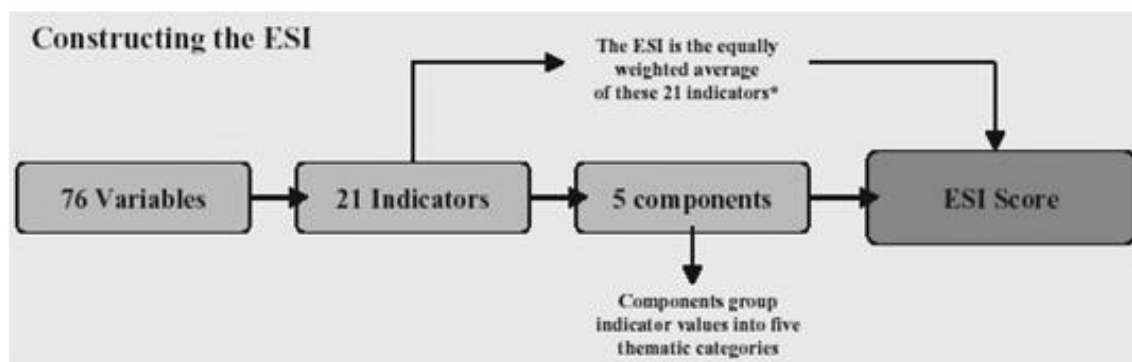 Constructing the ESI
The ESI is the equally
weighted average
of these 21 indicators*
76 Variables
21 Indicators
5 components
ESI Score
Components group
indicator values into five
thematic categories